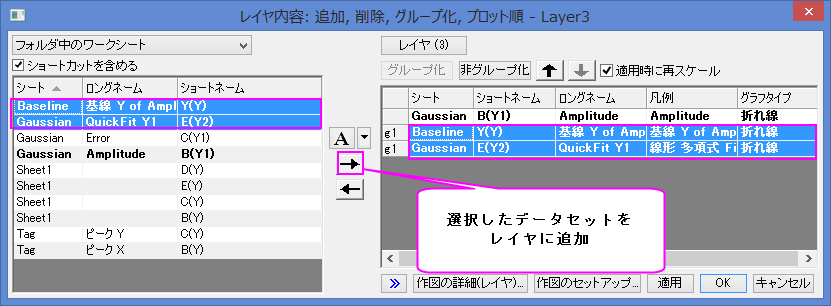 レイヤ内容: 追加, 削除, グループ化, プロット順 - Layer3
フォルダ中のワークシート
ショートカットを含める
シート ロングネーム ショートネーム
Baseline 基線 Y of Ampl Y(Y)
Gaussian QuickFit Y1 E(Y2)
Gaussian Error C(Y1)
Gaussian Amplitude B(Y1)
Sheet1 D(Y)
Sheet1 E(Y)
Sheet1 C(Y)
Sheet1 B(Y)
Tag ピーク Y C(Y)
Tag ピーク X B(Y)
A
レイヤ (3)
グループ化 非グループ化 適用時に再スケール
シート ショートネーム ロングネーム 凡例 グラフタイプ
Gaussian B(Y1) Amplitude Amplitude 折れ線
g1 Baseline Y(Y) 基線 Y of Amp 基線 Y of Amp 折れ線
g1 Gaussian E(Y2) QuickFit Y1 線形 多項式 Fi 折れ線
選択したデータセットを
レイヤに追加
作図の詳細(レイヤ)... 作図のセットアップ... 適用 OK キャンセル